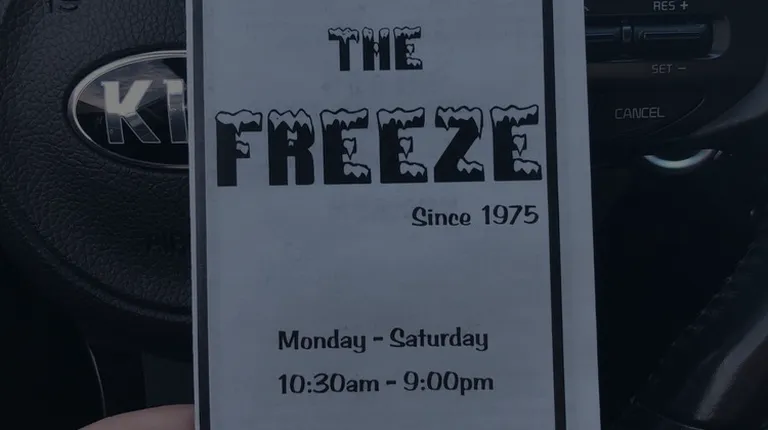 THE
FREEZE
Since 1975
Monday - Saturday
10:30am - 9:00pm
RES +
SET -
CANCEL